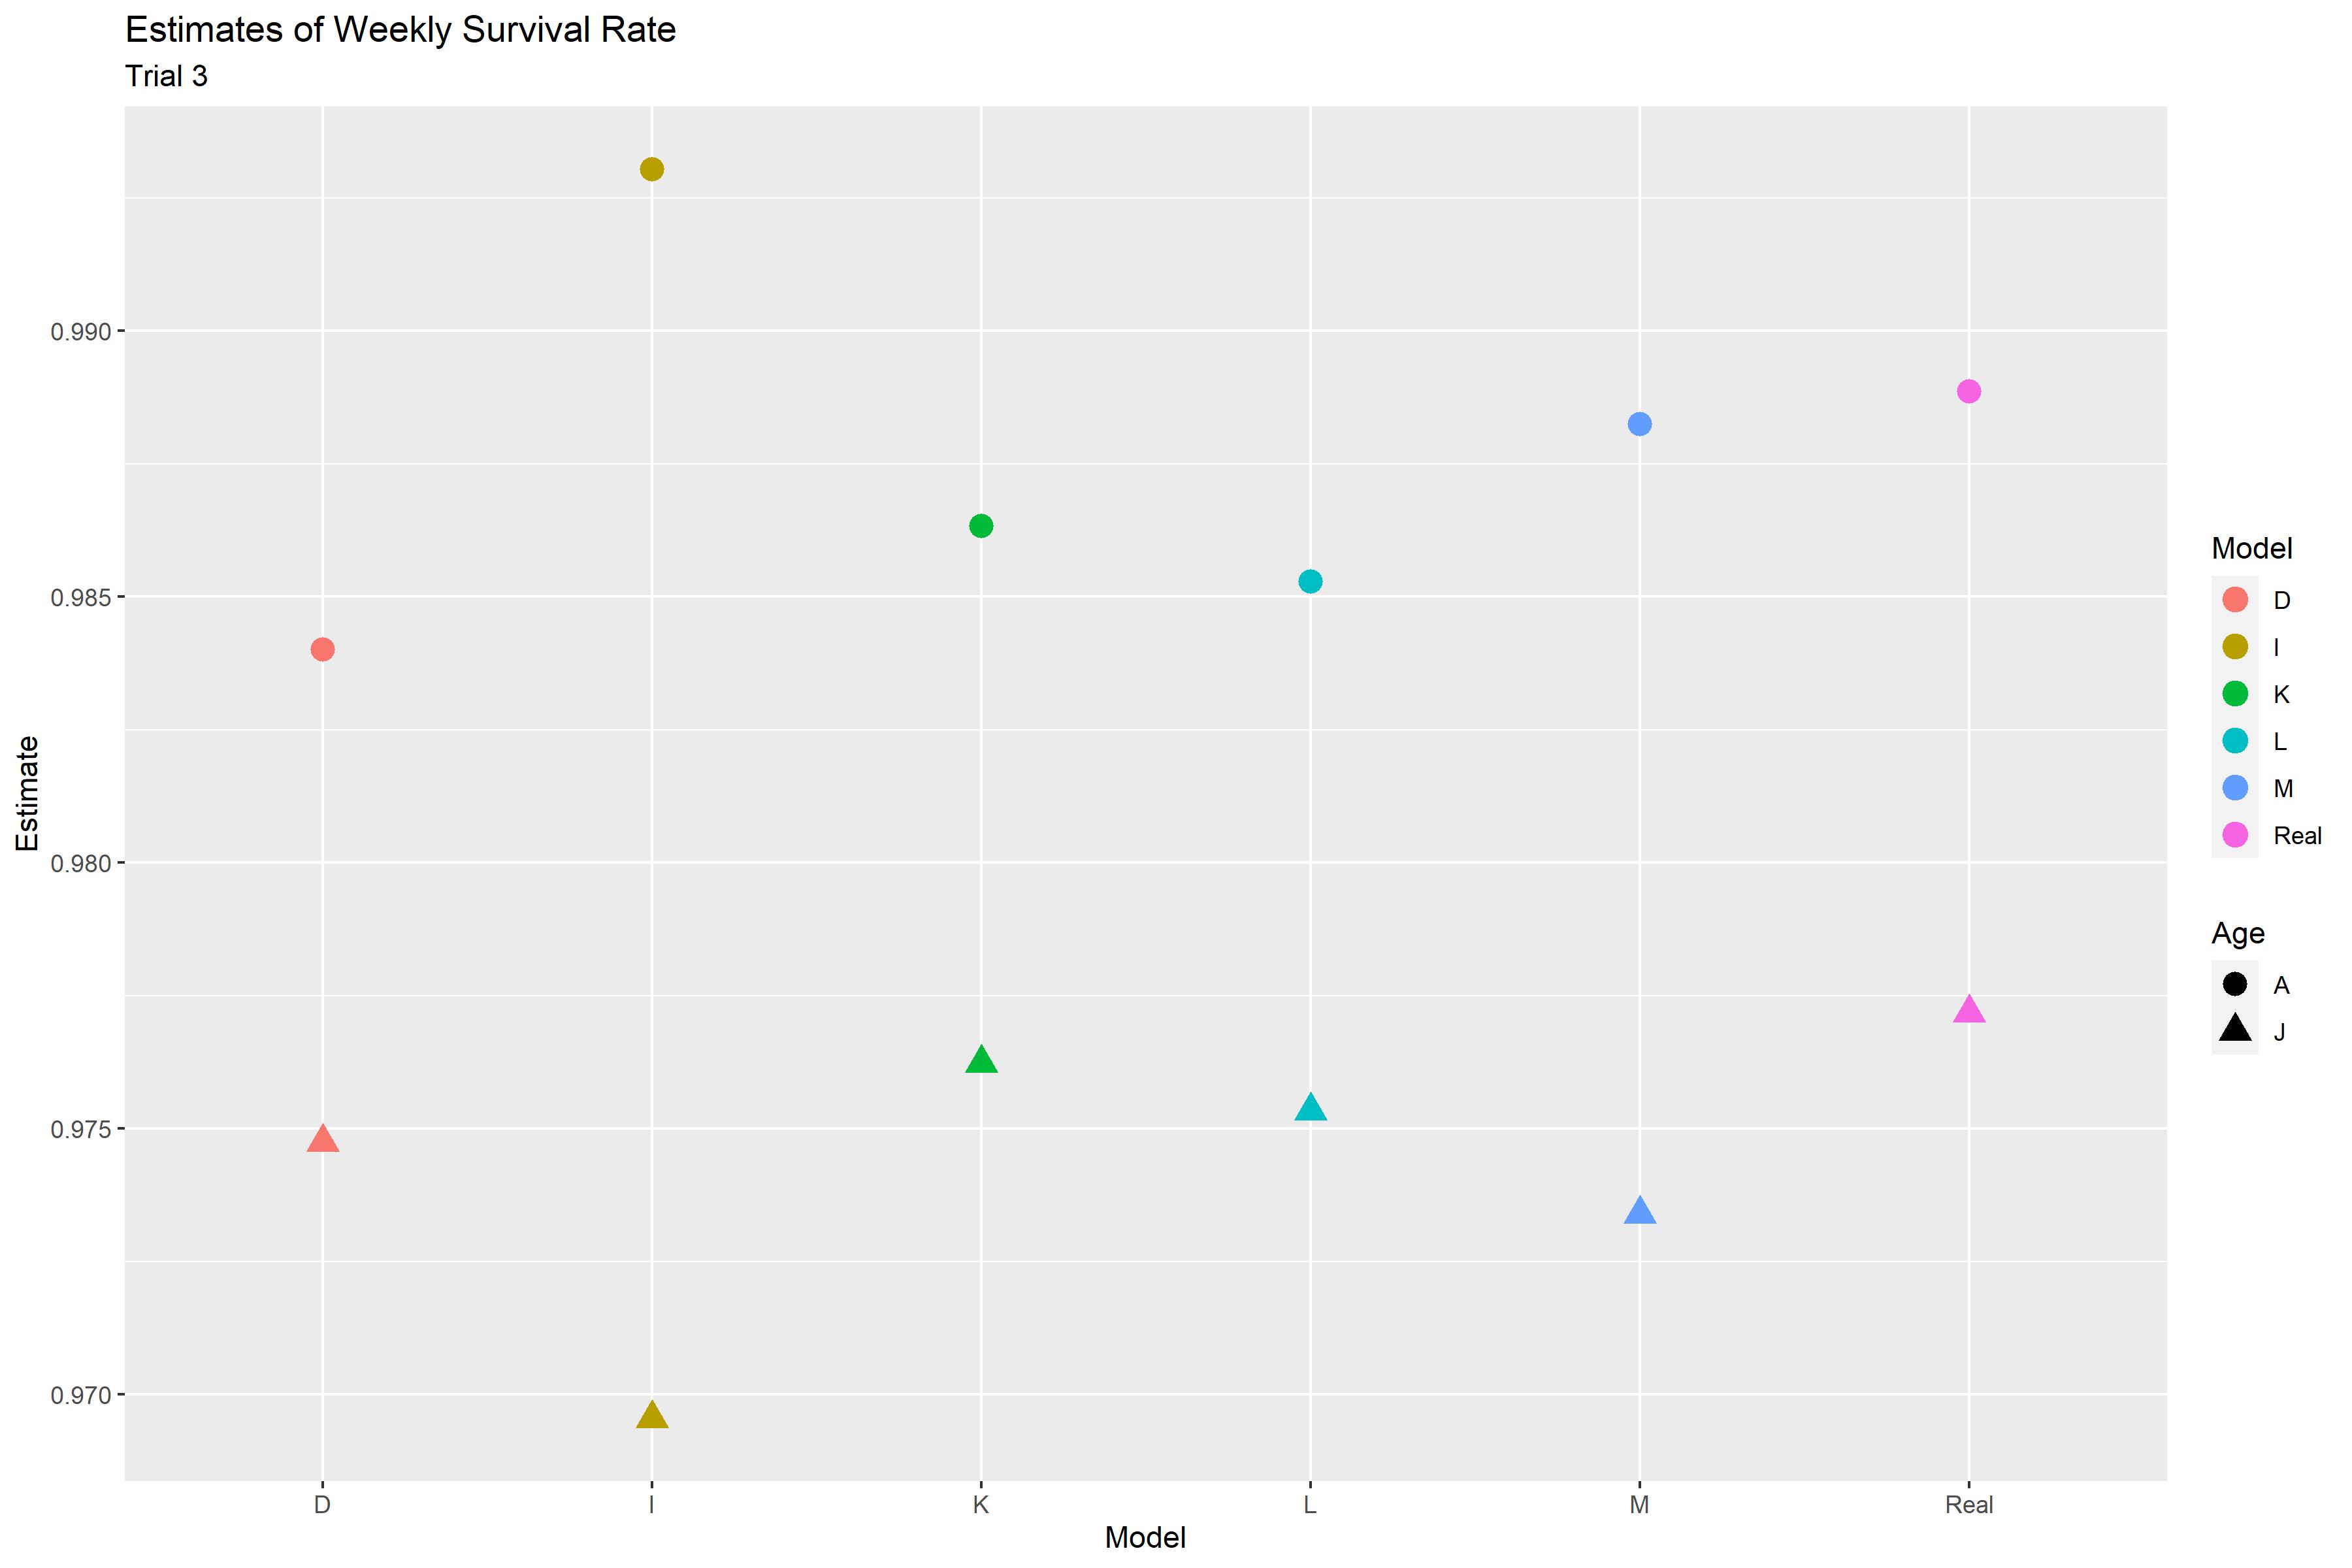 Estimates of Weekly Survival Rate
Trial 3
Estimate
0.990
0.985
0.980
0.975
0.970
D I K L M Real
Model
Model
D
I
K
L
M
Real
Age
A
J